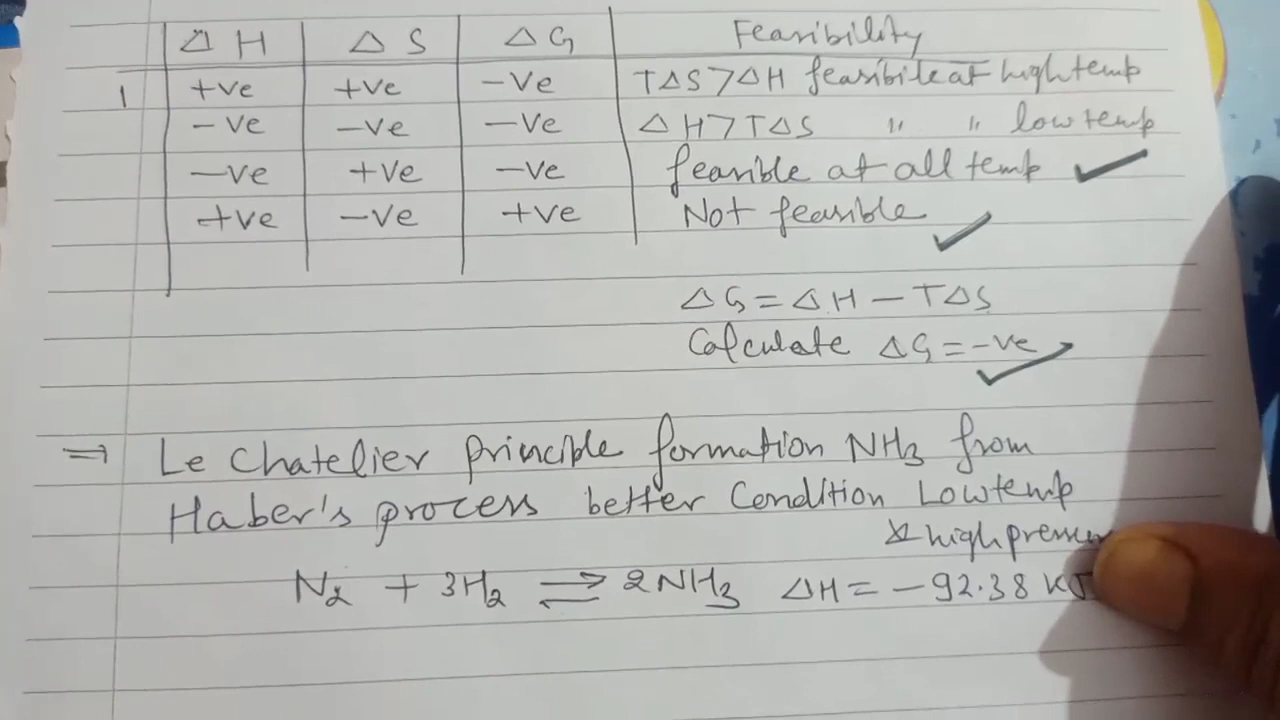 ΔH ΔS ΔG Feasibility
1 +ve +ve -ve TΔS>ΔH feasibile at high temp
-ve -ve -ve ΔH>TΔS " " low temp
-ve +ve -ve feasible at all temp ✓
+ve -ve +ve Not feasible ✓
ΔG=ΔH-TΔS
Calculate ΔG=-ve ✓
⇒ Le Chatelier principle formation NH3 from
Haber's process better Condition Low temp
& high pressur
N2 + 3H2 ⇌ 2NH3 ΔH=-92.38 KJ